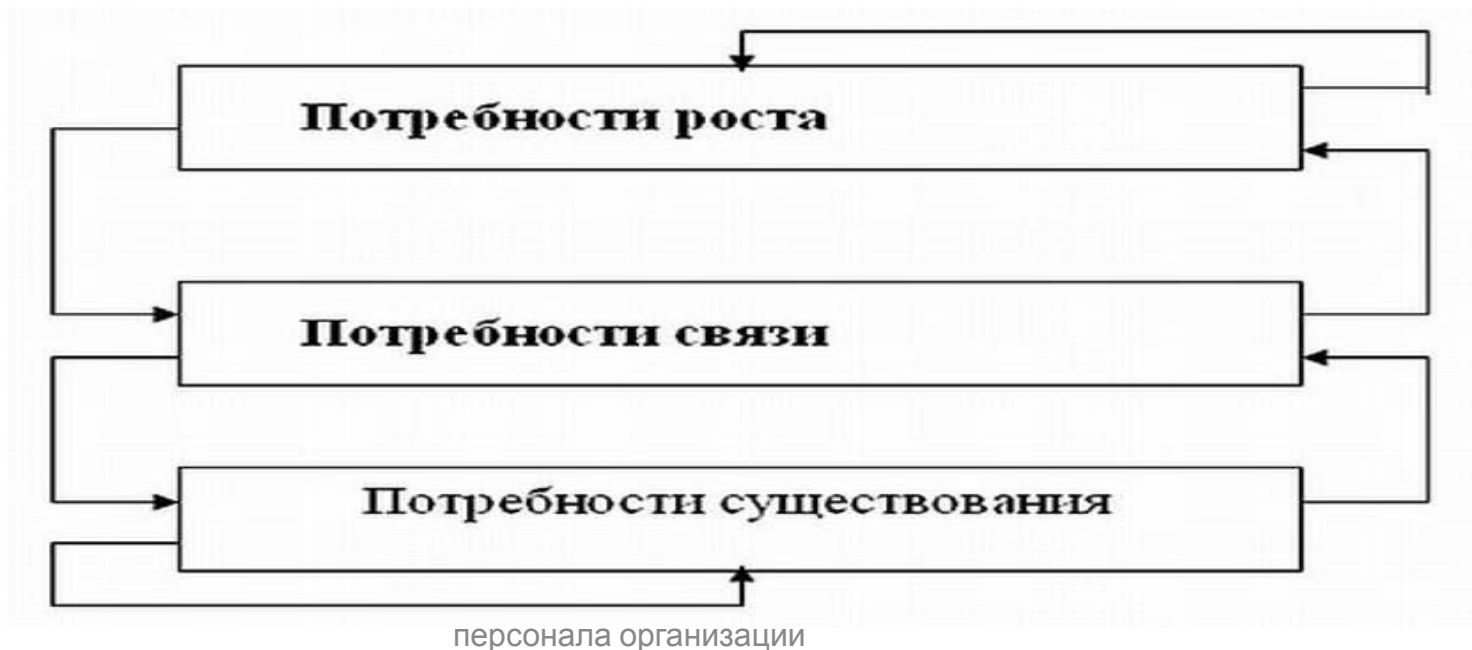 Потребности роста
Потребности связи
Потребности существования
персонала организации